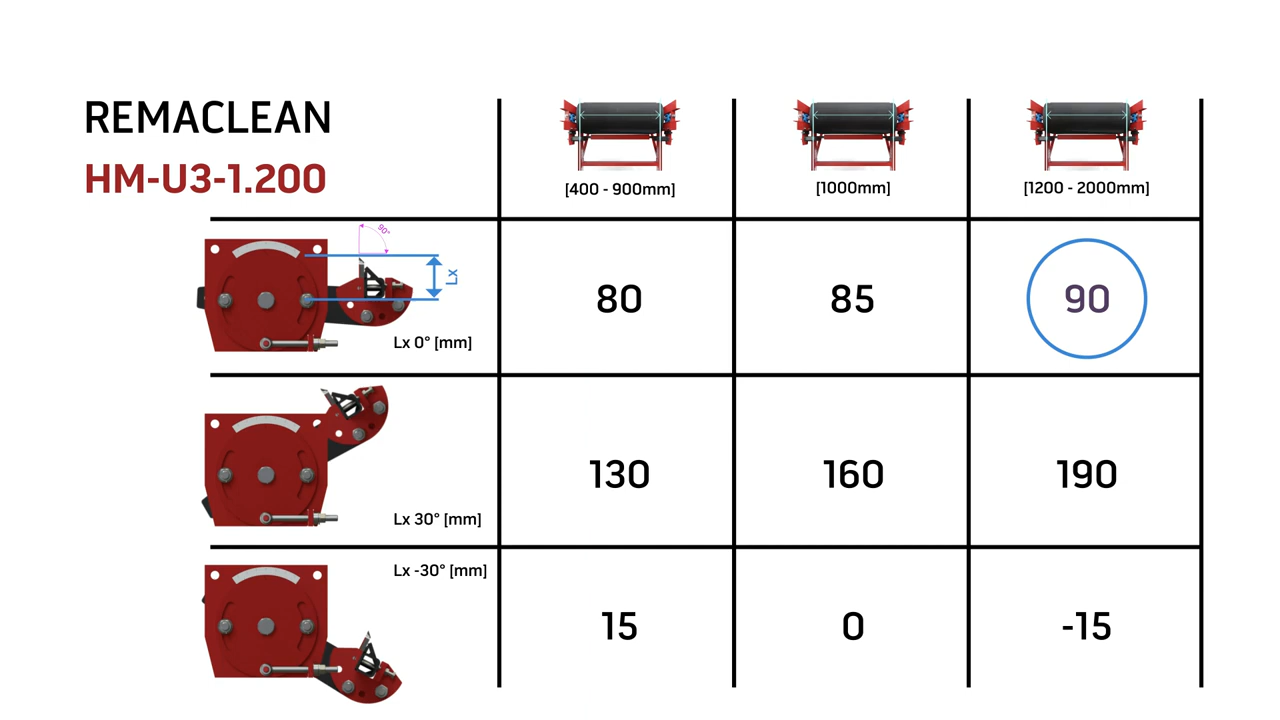 REMACLEAN
HM-U3-1.200
[400 - 900mm]
[1000mm]
[1200 - 2000mm]
90°
Lx
Lx 0° [mm]
80
85
90
Lx 30° [mm]
130
160
190
Lx -30° [mm]
15
0
-15